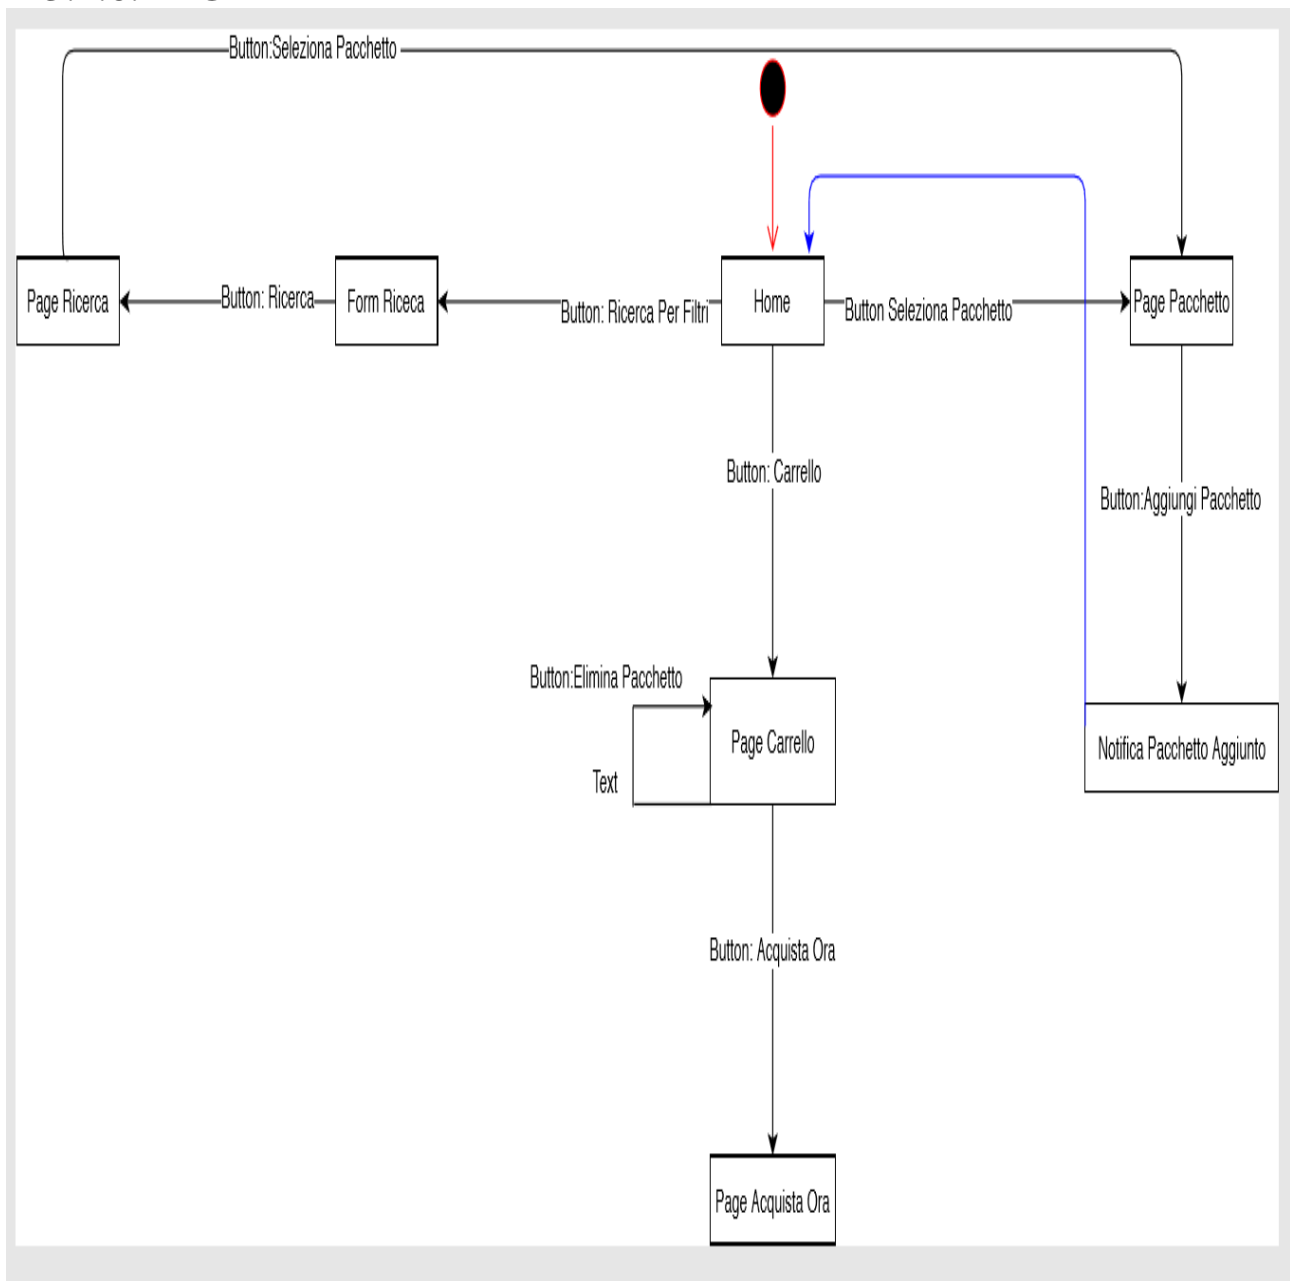 Button:Seleziona Pacchetto
Page Ricerca
Button: Ricerca
Form Riceca
Button: Ricerca Per Filtri
Home
Button Seleziona Pacchetto
Page Pacchetto
Button: Carrello
Button:Aggiungi Pacchetto
Button:Elimina Pacchetto
Page Carrello
Notifica Pacchetto Aggiunto
Text
Button: Acquista Ora
Page Acquista Ora